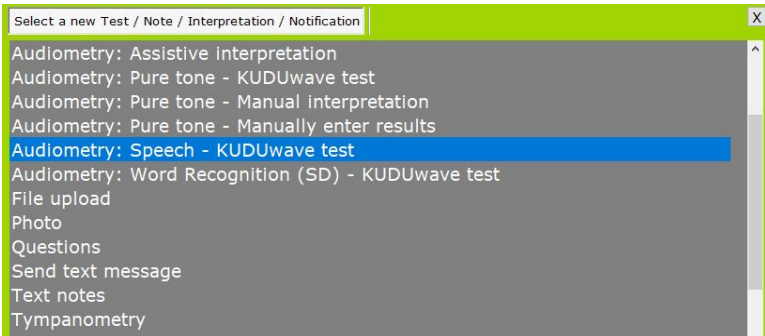 Select a new Test / Note / Interpretation / Notification
X
Audiometry: Assistive interpretation
Audiometry: Pure tone - KUDUwave test
Audiometry: Pure tone - Manual interpretation
Audiometry: Pure tone - Manually enter results
Audiometry: Speech - KUDUwave test
Audiometry: Word Recognition (SD) - KUDUwave test
File upload
Photo
Questions
Send text message
Text notes
Tympanometry